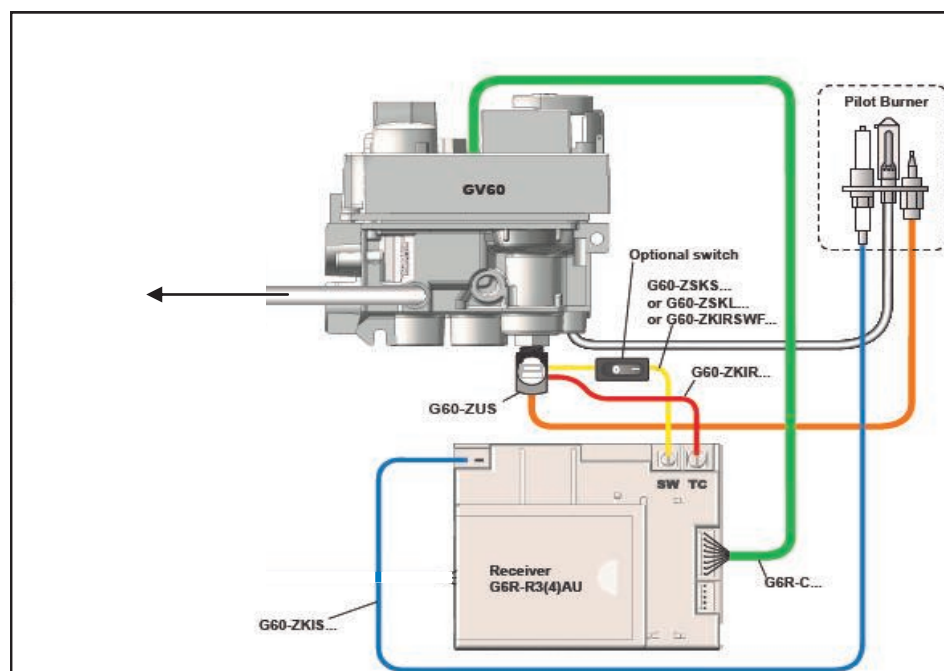 Pilot Burner
GV60
Optional switch
G60-ZSKS...
or G60-ZSKL...
or G60-ZKIRSWF...
G60-ZKIR...
G60-ZUS
SW TC
Receiver
G6R-R3(4)AU
G6R-C...
G60-ZKIS...